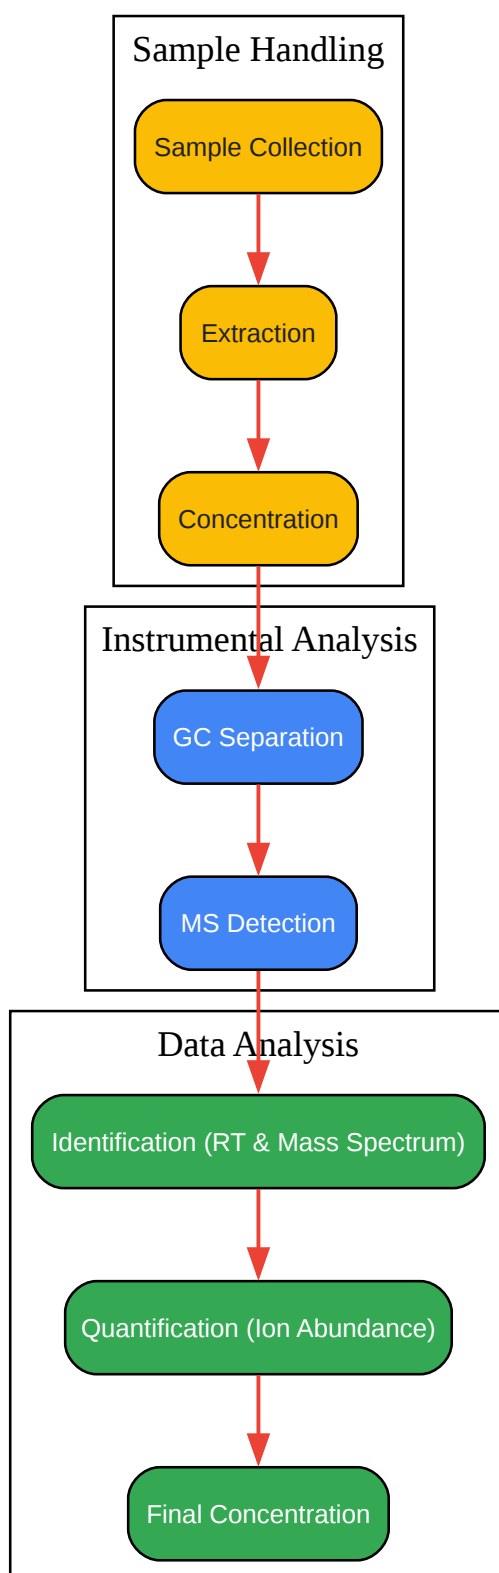 Sample Handling
Sample Collection
Extraction
Concentration
Instrumental Analysis
GC Separation
MS Detection
Data Analysis
Identification (RT & Mass Spectrum)
Quantification (Ion Abundance)
Final Concentration